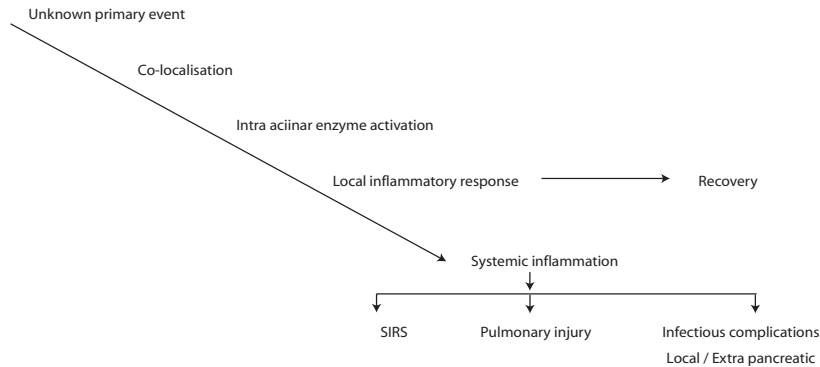 Unknown primary event
Co-localisation
Intra aciinar enzyme activation
Local inflammatory response
Recovery
Systemic inflammation
SIRS
Pulmonary injury
Infectious complications
Local / Extra pancreatic